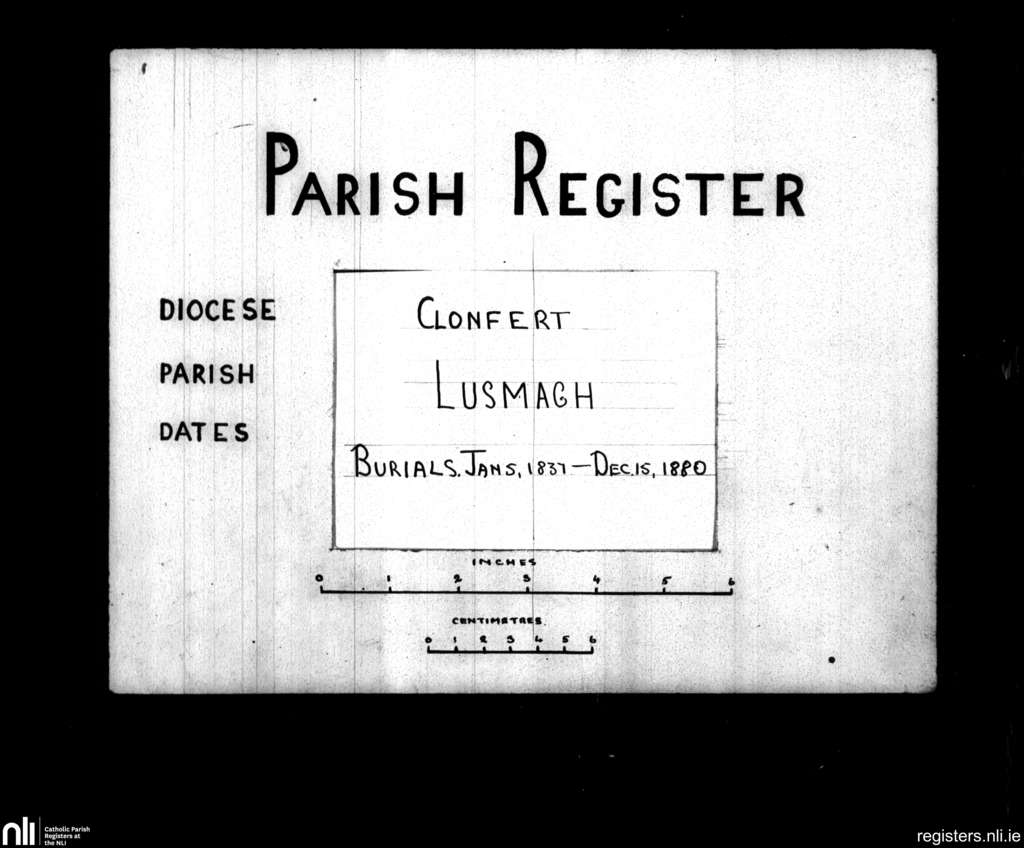 PARISH REGISTER
DIOCESE CLONFERT
PARISH LUSMAGH
DATES
BURIALS. JAN 5, 1837 — DEC. 15, 1880
INCHES
0 1 2 3 4 5 6
CENTIMETRES.
0 1 2 3 4 5 6
nli Catholic Parish
Registers at
the NLI
registers.nli.ie